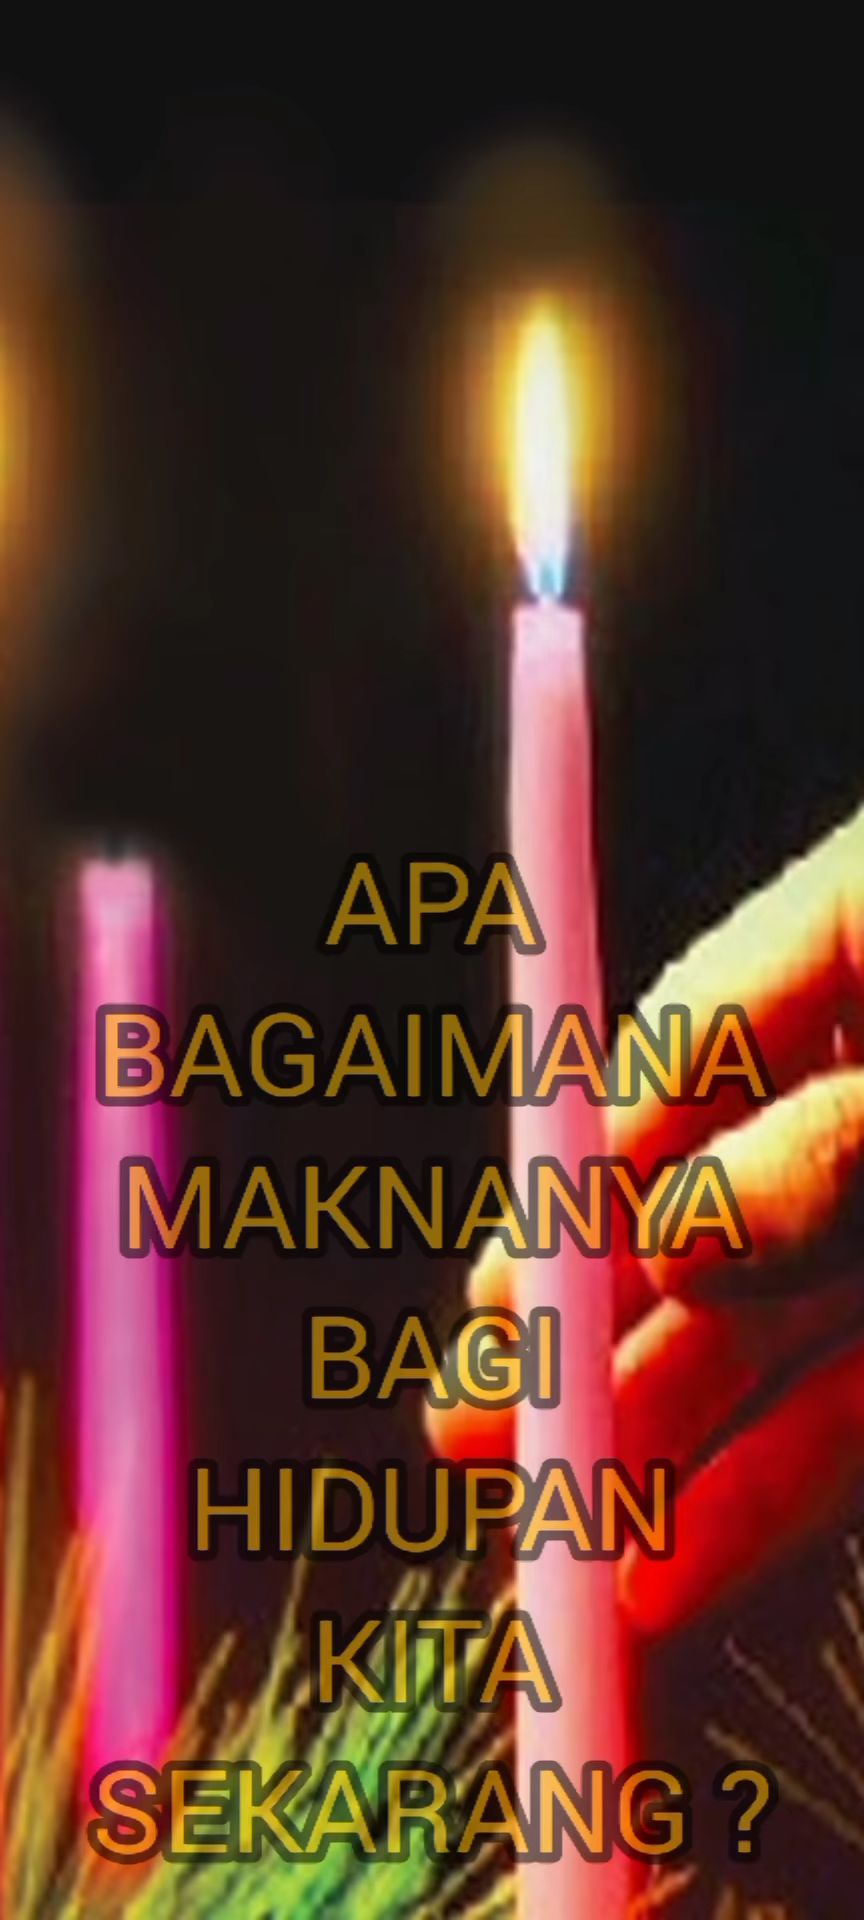 APA
BAGAIMANA
MAKNANYA
BAGI
HIDUPAN
KITA
SEKARANG ?